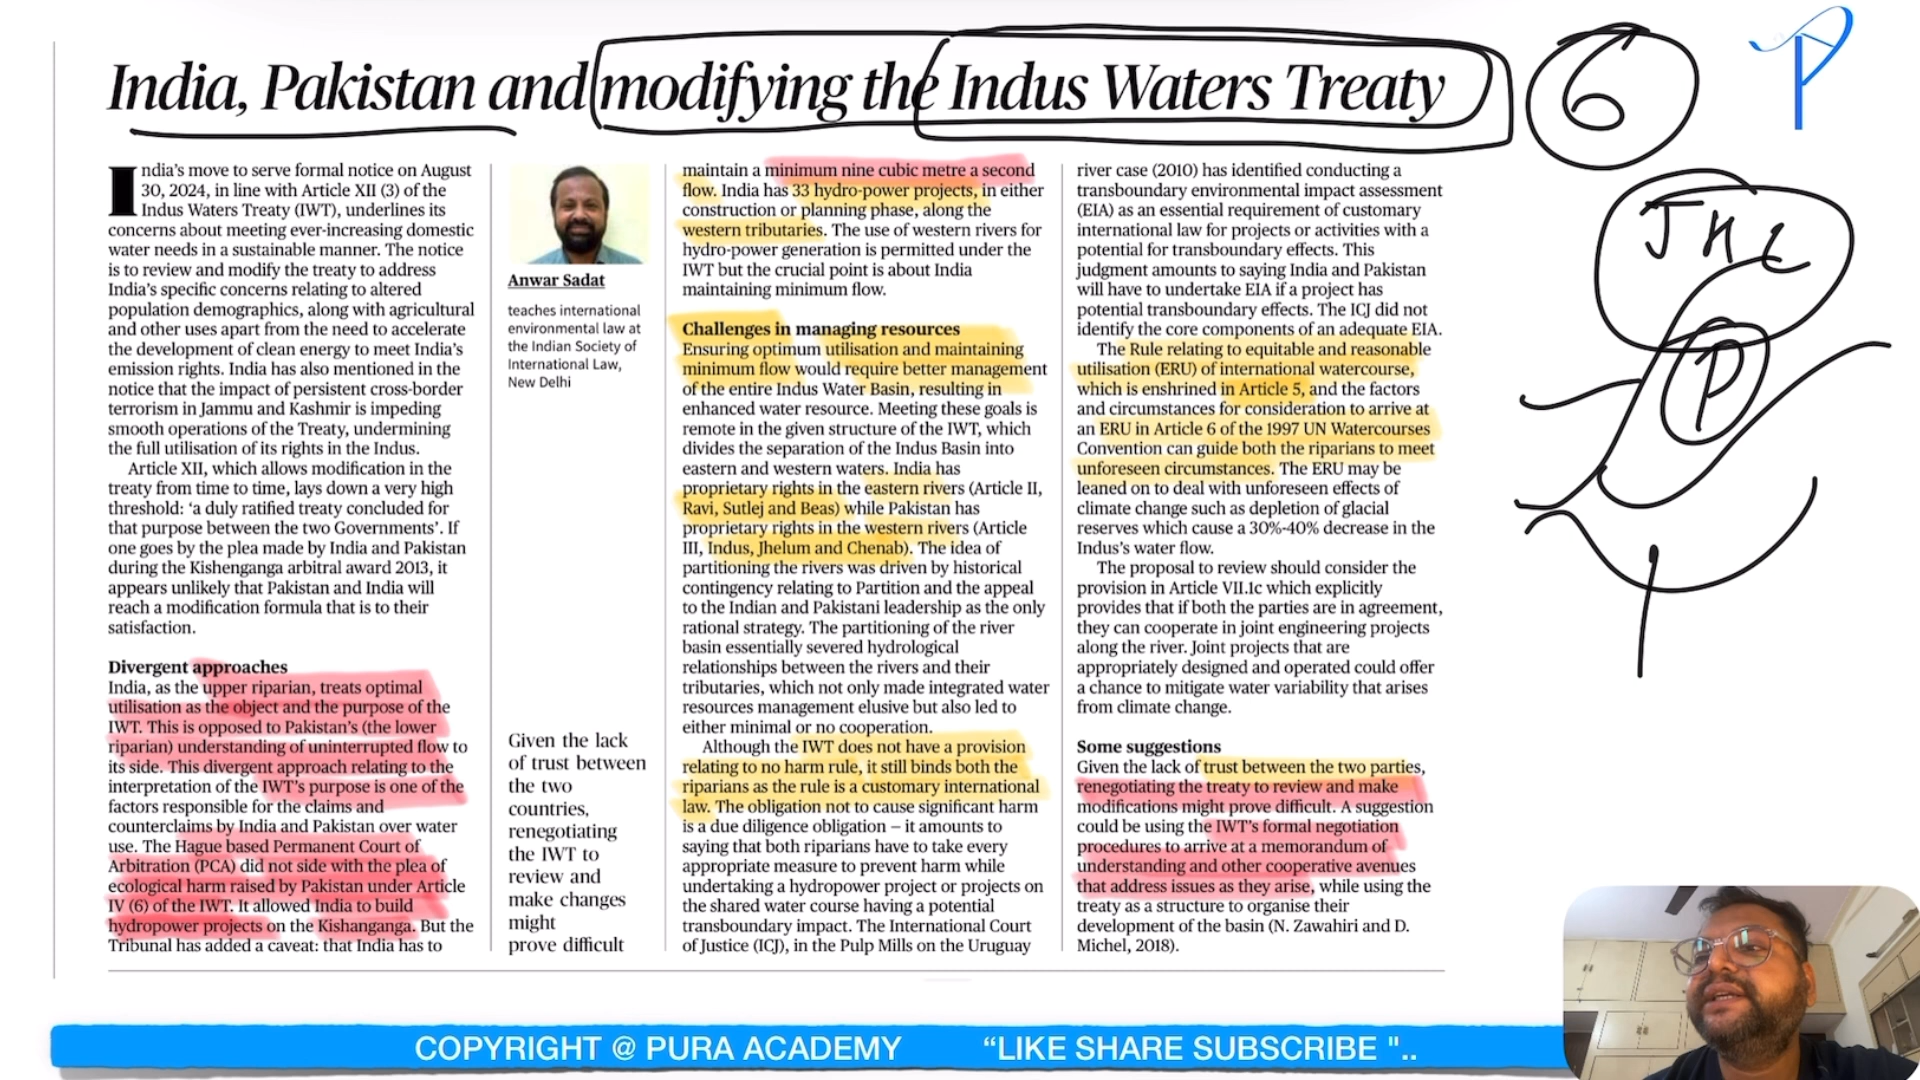 India, Pakistan and modifying the Indus Waters Treaty
6
P
India's move to serve formal notice on August
30, 2024, in line with Article XII (3) of the
Indus Waters Treaty (IWT), underlines its
concerns about meeting ever-increasing domestic
water needs in a sustainable manner. The notice
is to review and modify the treaty to address
India's specific concerns relating to altered
population demographics, along with agricultural
and other uses apart from the need to accelerate
the development of clean energy to meet India's
emission rights. India has also mentioned in the
notice that the impact of persistent cross-border
terrorism in Jammu and Kashmir is impeding
smooth operations of the Treaty, undermining
the full utilisation of its rights in the Indus.
Article XII, which allows modification in the
treaty from time to time, lays down a very high
threshold: 'a duly ratified treaty concluded for
that purpose between the two Governments'. If
one goes by the plea made by India and Pakistan
during the Kishenganga arbitral award 2013, it
appears unlikely that Pakistan and India will
reach a modification formula that is to their
satisfaction.
Divergent approaches
India, as the upper riparian, treats optimal
utilisation as the object and the purpose of the
IWT. This is opposed to Pakistan's (the lower
riparian) understanding of uninterrupted flow to
its side. This divergent approach relating to the
interpretation of the IWT's purpose is one of the
factors responsible for the claims and
counterclaims by India and Pakistan over water
use. The Hague based Permanent Court of
Arbitration (PCA) did not side with the plea of
ecological harm raised by Pakistan under Article
IV (6) of the IWT. It allowed India to build
hydropower projects on the Kishanganga. But the
Tribunal has added a caveat: that India has to
Anwar Sadat
teaches international
environmental law at
the Indian Society of
International Law,
New Delhi
Given the lack
of trust between
the two
countries,
renegotiating
the IWT to
review and
make changes
might
prove difficult
maintain a minimum nine cubic metre a second
flow. India has 33 hydro-power projects, in either
construction or planning phase, along the
western tributaries. The use of western rivers for
hydro-power generation is permitted under the
IWT but the crucial point is about India
maintaining minimum flow.
Challenges in managing resources
Ensuring optimum utilisation and maintaining
minimum flow would require better management
of the entire Indus Water Basin, resulting in
enhanced water resource. Meeting these goals is
remote in the given structure of the IWT, which
divides the separation of the Indus Basin into
eastern and western waters. India has
proprietary rights in the eastern rivers (Article II,
Ravi, Sutlej and Beas) while Pakistan has
proprietary rights in the western rivers (Article
III, Indus, Jhelum and Chenab). The idea of
partitioning the rivers was driven by historical
contingency relating to Partition and the appeal
to the Indian and Pakistani leadership as the only
rational strategy. The partitioning of the river
basin essentially severed hydrological
relationships between the rivers and their
tributaries, which not only made integrated water
resources management elusive but also led to
either minimal or no cooperation.
Although the IWT does not have a provision
relating to no harm rule, it still binds both the
riparians as the rule is a customary international
law. The obligation not to cause significant harm
is a due diligence obligation – it amounts to
saying that both riparians have to take every
appropriate measure to prevent harm while
undertaking a hydropower project or projects on
the shared water course having a potential
transboundary impact. The International Court
of Justice (ICJ), in the Pulp Mills on the Uruguay
river case (2010) has identified conducting a
transboundary environmental impact assessment
(EIA) as an essential requirement of customary
international law for projects or activities with a
potential for transboundary effects. This
judgment amounts to saying India and Pakistan
will have to undertake EIA if a project has
potential transboundary effects. The ICJ did not
identify the core components of an adequate EIA.
The Rule relating to equitable and reasonable
utilisation (ERU) of international watercourse,
which is enshrined in Article 5, and the factors
and circumstances for consideration to arrive at
an ERU in Article 6 of the 1997 UN Watercourses
Convention can guide both the riparians to meet
unforeseen circumstances. The ERU may be
leaned on to deal with unforeseen effects of
climate change such as depletion of glacial
reserves which cause a 30%-40% decrease in the
Indus's water flow.
The proposal to review should consider the
provision in Article VII.1c which explicitly
provides that if both the parties are in agreement,
they can cooperate in joint engineering projects
along the river. Joint projects that are
appropriately designed and operated could offer
a chance to mitigate water variability that arises
from climate change.
Some suggestions
Given the lack of trust between the two parties,
renegotiating the treaty to review and make
modifications might prove difficult. A suggestion
could be using the IWT's formal negotiation
procedures to arrive at a memorandum of
understanding and other cooperative avenues
that address issues as they arise, while using the
treaty as a structure to organise their
development of the basin (N. Zawahiri and D.
Michel, 2018).
P
COPYRIGHT @ PURA ACADEMY "LIKE SHARE SUBSCRIBE "..